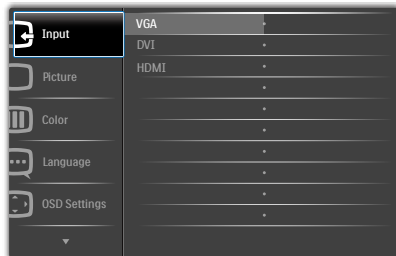 Input
Picture
Color
Language
OSD Settings
VGA
DVI
HDMI